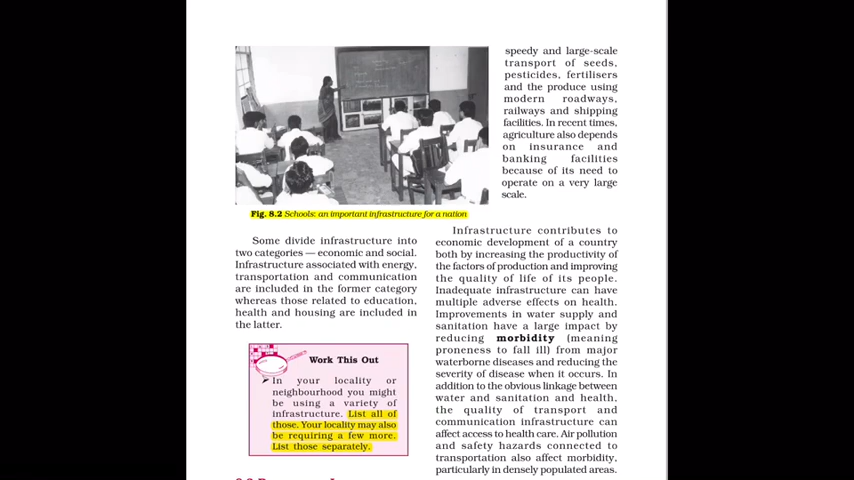 speedy and large-scale
transport of seeds,
pesticides, fertilisers
and the produce using
modern roadways,
railways and shipping
facilities. In recent times,
agriculture also depends
on insurance and
banking facilities
because of its need to
operate on a very large
scale.
Fig. 8.2 Schools: an important infrastructure for a nation
Some divide infrastructure into
two categories — economic and social.
Infrastructure associated with energy,
transportation and communication
are included in the former category
whereas those related to education,
health and housing are included in
the latter.
Work This Out
➤ In your locality or
neighbourhood you might
be using a variety of
infrastructure. List all of
those. Your locality may also
be requiring a few more.
List those separately.
Infrastructure contributes to
economic development of a country
both by increasing the productivity of
the factors of production and improving
the quality of life of its people.
Inadequate infrastructure can have
multiple adverse effects on health.
Improvements in water supply and
sanitation have a large impact by
reducing morbidity (meaning
proneness to fall ill) from major
waterborne diseases and reducing the
severity of disease when it occurs. In
addition to the obvious linkage between
water and sanitation and health,
the quality of transport and
communication infrastructure can
affect access to health care. Air pollution
and safety hazards connected to
transportation also affect morbidity,
particularly in densely populated areas.